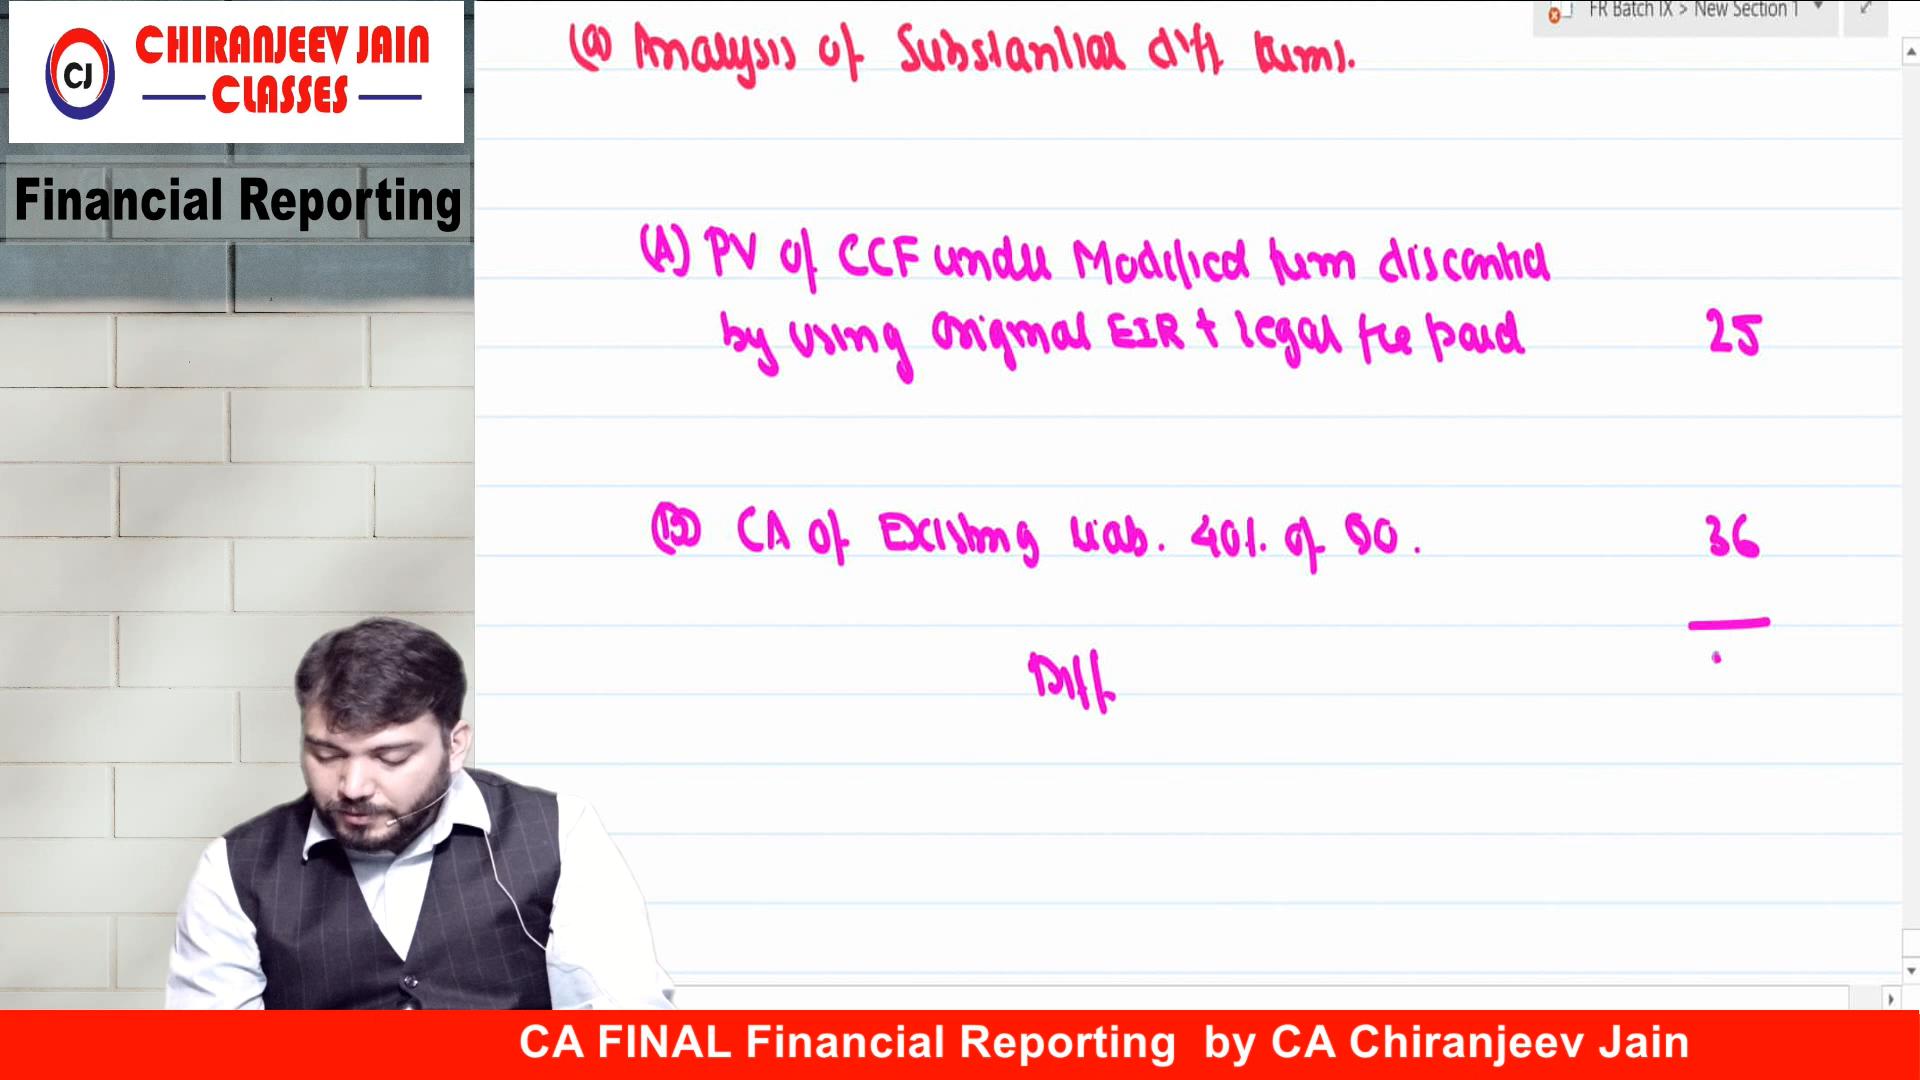 CHIRANJEEV JAIN
CJ
CLASSES
Financial Reporting
FR Batch IX > New Section 1
(a) Analysis of Substantial diff terms.
(A) PV of CCF under Modified term discounted
by using original EIR + legal fee paid 25
(B) CA of Existing Liab. 40% of 90. 36
Diff
CA FINAL Financial Reporting by CA Chiranjeev Jain